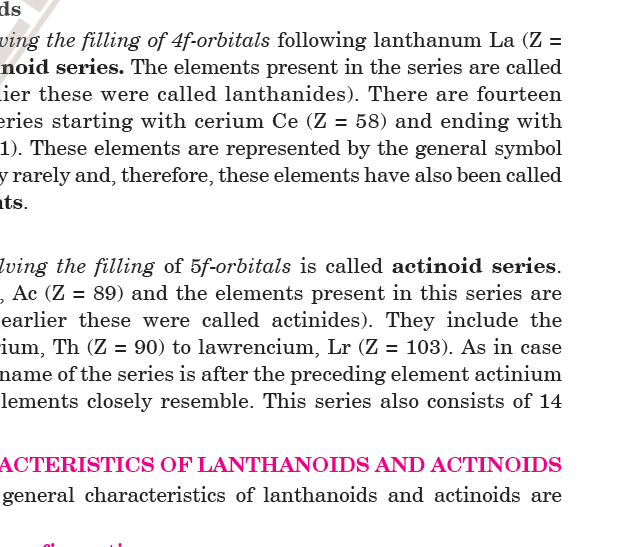 ds
ving the filling of 4f-orbitals following lanthanum La (Z =
noid series. The elements present in the series are called
lier these were called lanthanides). There are fourteen
eries starting with cerium Ce (Z = 58) and ending with
1). These elements are represented by the general symbol
y rarely and, therefore, these elements have also been called
nts.
lving the filling of 5f-orbitals is called actinoid series.
, Ac (Z = 89) and the elements present in this series are
earlier these were called actinides). They include the
rium, Th (Z = 90) to lawrencium, Lr (Z = 103). As in case
name of the series is after the preceding element actinium
lements closely resemble. This series also consists of 14
ACTERISTICS OF LANTHANOIDS AND ACTINOIDS
general characteristics of lanthanoids and actinoids are